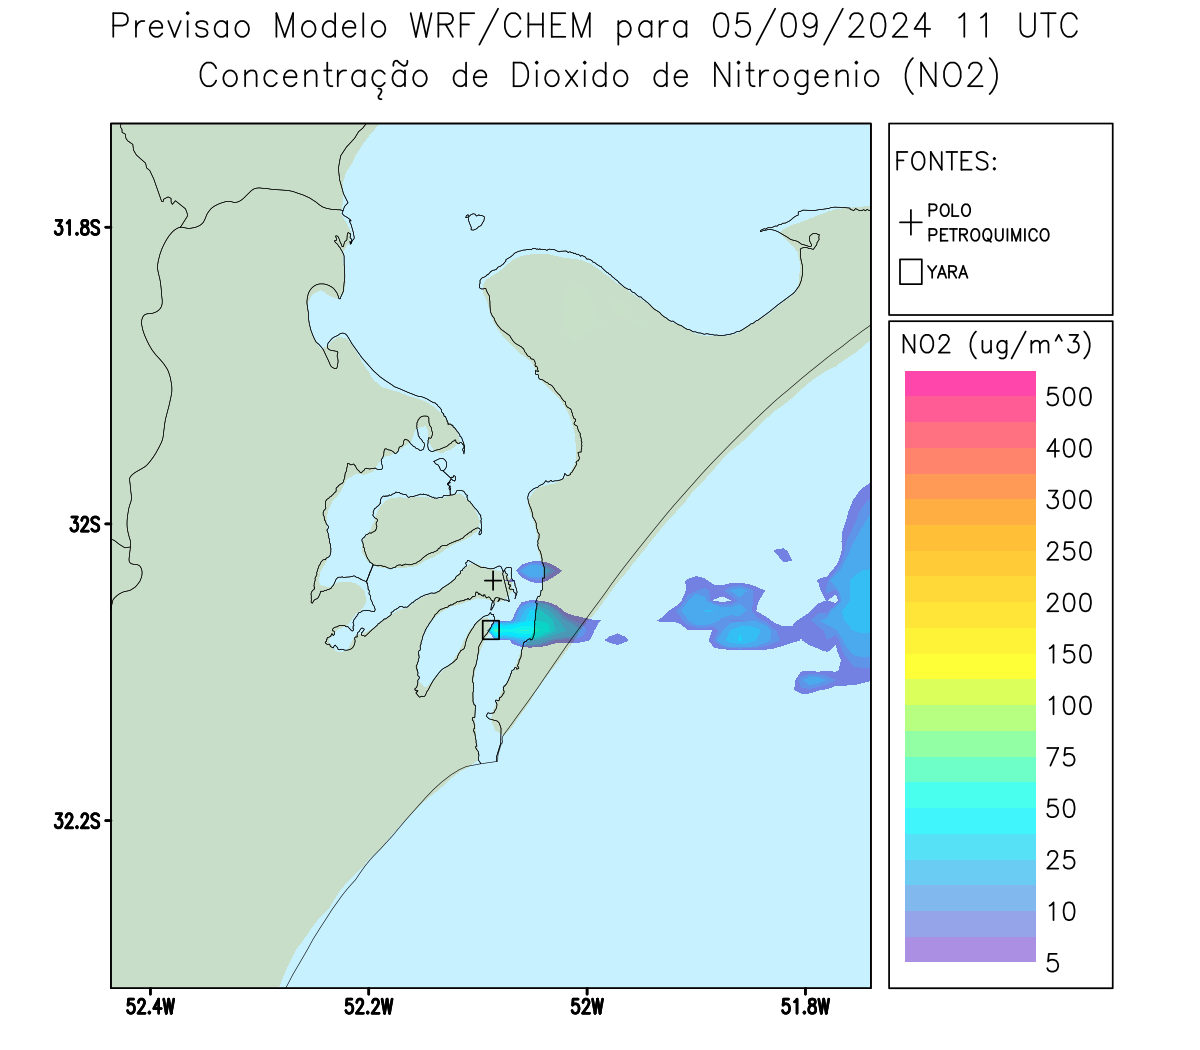 Previsao Modelo WRF/CHEM para 05/09/2024 11 UTC
Concentração de Dioxido de Nitrogenio (NO2)
FONTES:
POLO
PETROQUIMICO
YARA
NO2 (ug/m^3)
500
400
300
250
200
150
100
75
50
25
10
5
31.8S
32S
32.2S
52.4W
52.2W
52W
51.8W